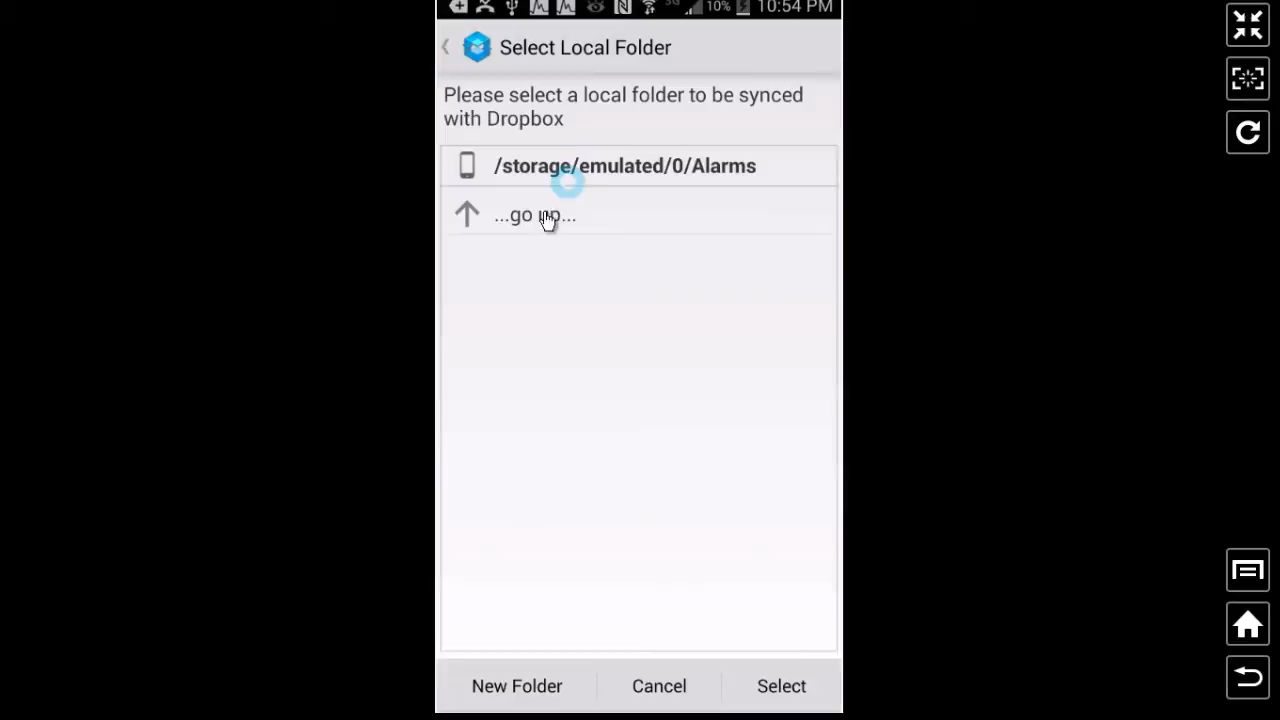 3G 10% 10:54 PM
Select Local Folder
Please select a local folder to be synced
with Dropbox
/storage/emulated/0/Alarms
...go up...
New Folder Cancel Select